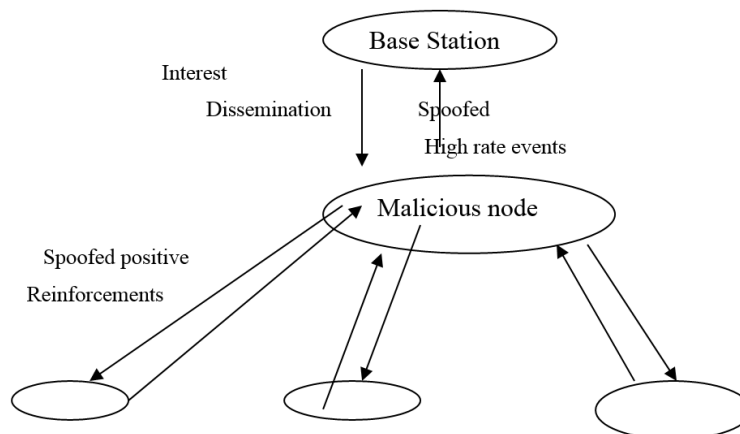 Base Station
Interest
Dissemination
Spoofed
High rate events
Malicious node
Spoofed positive
Reinforcements